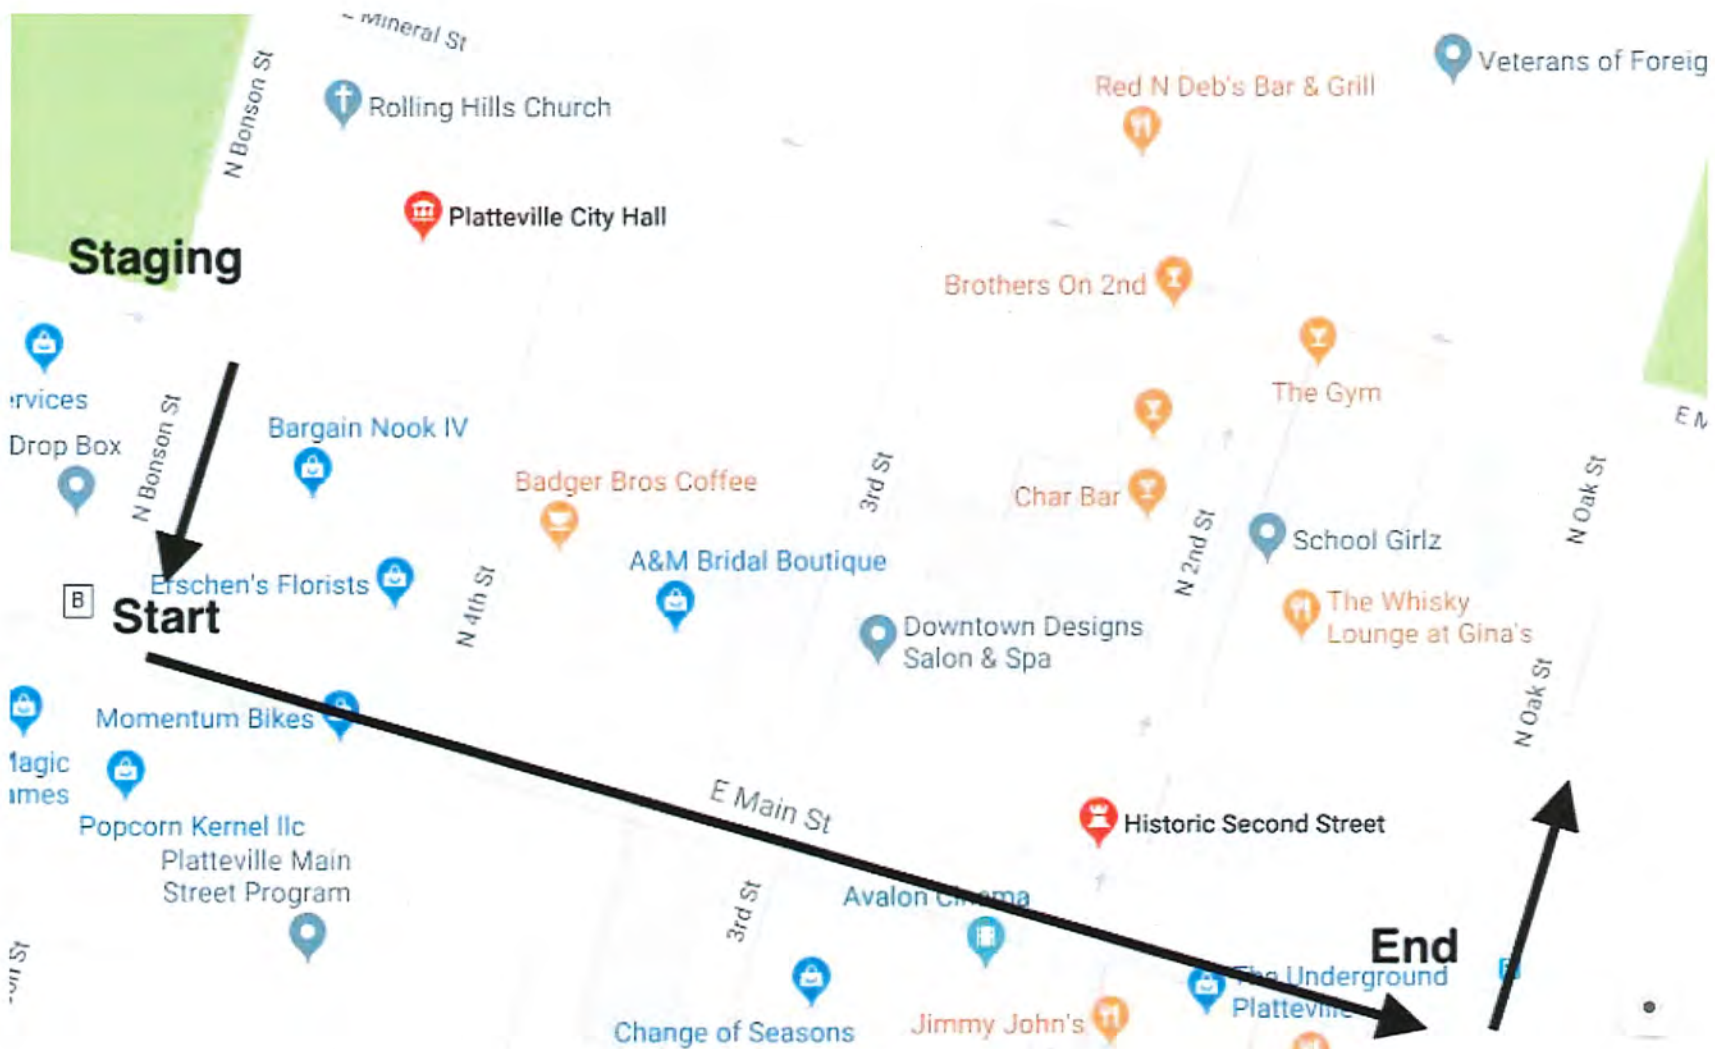 E Mineral St
N Bonson St
Rolling Hills Church
Red N Deb's Bar & Grill
Veterans of Foreig
Platteville City Hall
Staging
Brothers On 2nd
The Gym
rvices
Drop Box
N Bonson St
Bargain Nook IV
Badger Bros Coffee
3rd St
Char Bar
N 2nd St
School Girlz
N Oak St
E M
A&M Bridal Boutique
Erschen's Florists
B
Start
N 4th St
Downtown Designs
Salon & Spa
The Whisky
Lounge at Gina's
N Oak St
Momentum Bikes
Magic
ames
Popcorn Kernel llc
Platteville Main
Street Program
E Main St
Historic Second Street
3rd St
Avalon Cinema
End
The Underground
Platteville
Change of Seasons
Jimmy John's
St